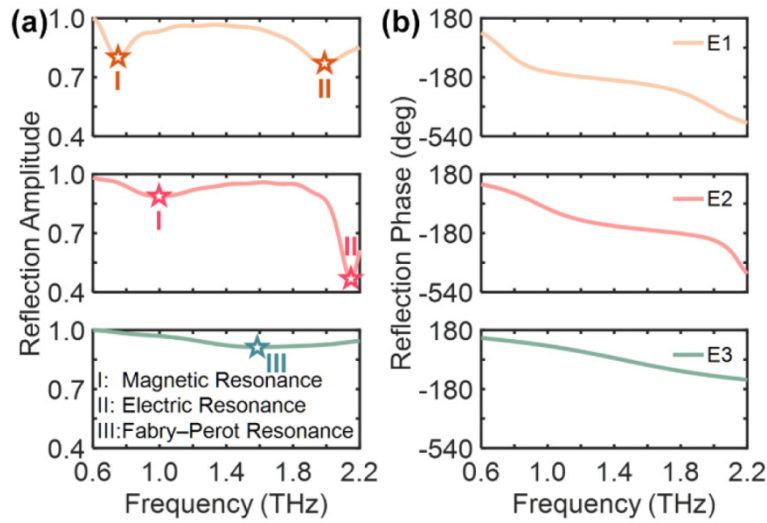 (a)
1.0
0.7
0.4
I
II
1.0
0.7
0.4
I
II
1.0
0.7
0.4
III
I: Magnetic Resonance
II: Electric Resonance
III:Fabry–Perot Resonance
0.6 1.0 1.4 1.8 2.2
Frequency (THz)
Reflection Amplitude
(b)
180
-180
-540
E1
180
-180
-540
E2
180
-180
-540
E3
0.6 1.0 1.4 1.8 2.2
Frequency (THz)
Reflection Phase (deg)